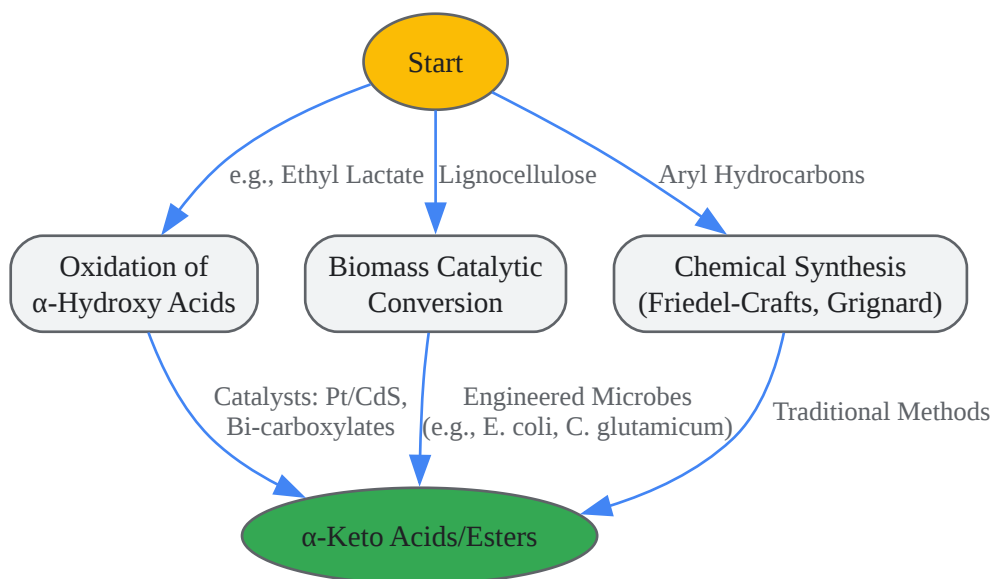 Start
e.g., Ethyl Lactate
Lignocellulose
Aryl Hydrocarbons
Oxidation of
α-Hydroxy Acids
Biomass Catalytic
Conversion
Chemical Synthesis
(Friedel-Crafts, Grignard)
Catalysts: Pt/CdS,
Bi-carboxylates
Engineered Microbes
(e.g., E. coli, C. glutamicum)
Traditional Methods
α-Keto Acids/Esters